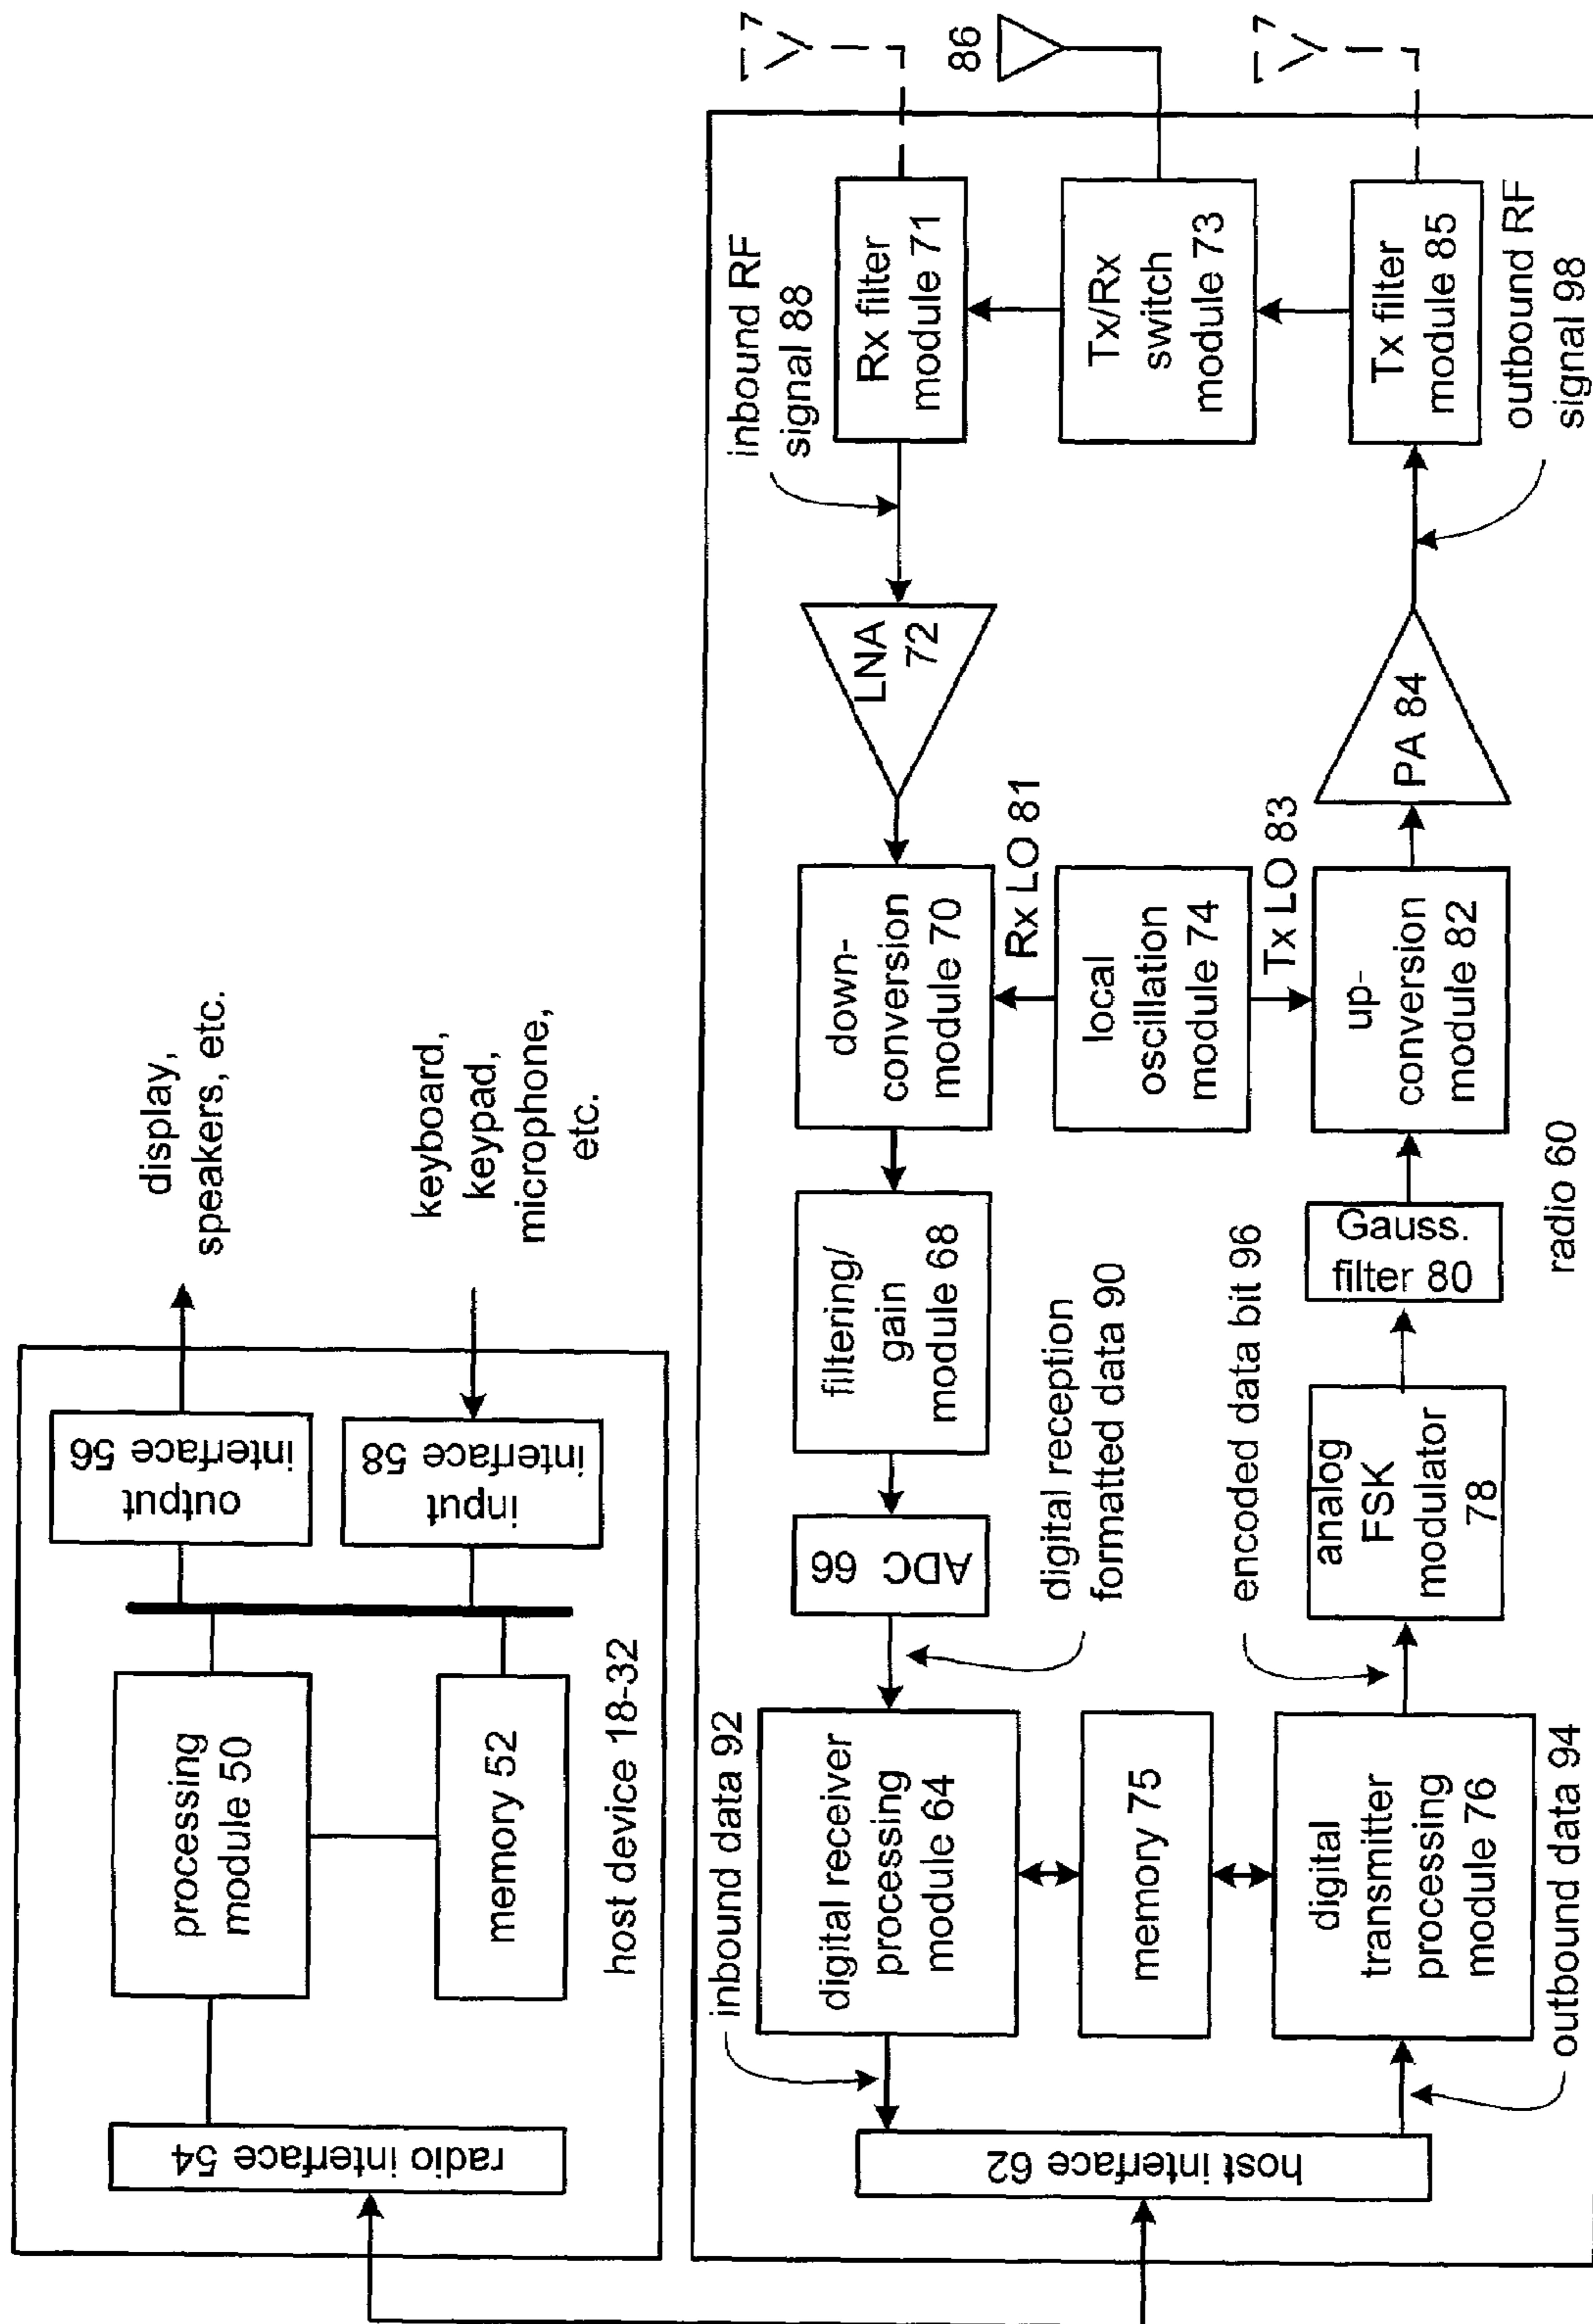 radio interface 54
processing
module 50
memory 52
output
interface 56
input
interface 58
display,
speakers, etc.
keyboard,
keypad,
microphone,
etc.
host device 18-32
host interface 62
inbound data 92
digital receiver
processing
module 64
memory 75
digital
transmitter
processing
module 76
outbound data 94
ADC 66
digital reception
formatted data 90
encoded data bit 96
analog
FSK
modulator
78
filtering/
gain
module 68
Gauss.
filter 80
down-
conversion
module 70
Rx LO 81
local
oscillation
module 74
Tx LO 83
up-
conversion
module 82
LNA
72
PA 84
inbound RF
signal 88
Rx filter
module 71
Tx/Rx
switch
module 73
Tx filter
module 85
outbound RF
signal 98
86
radio 60